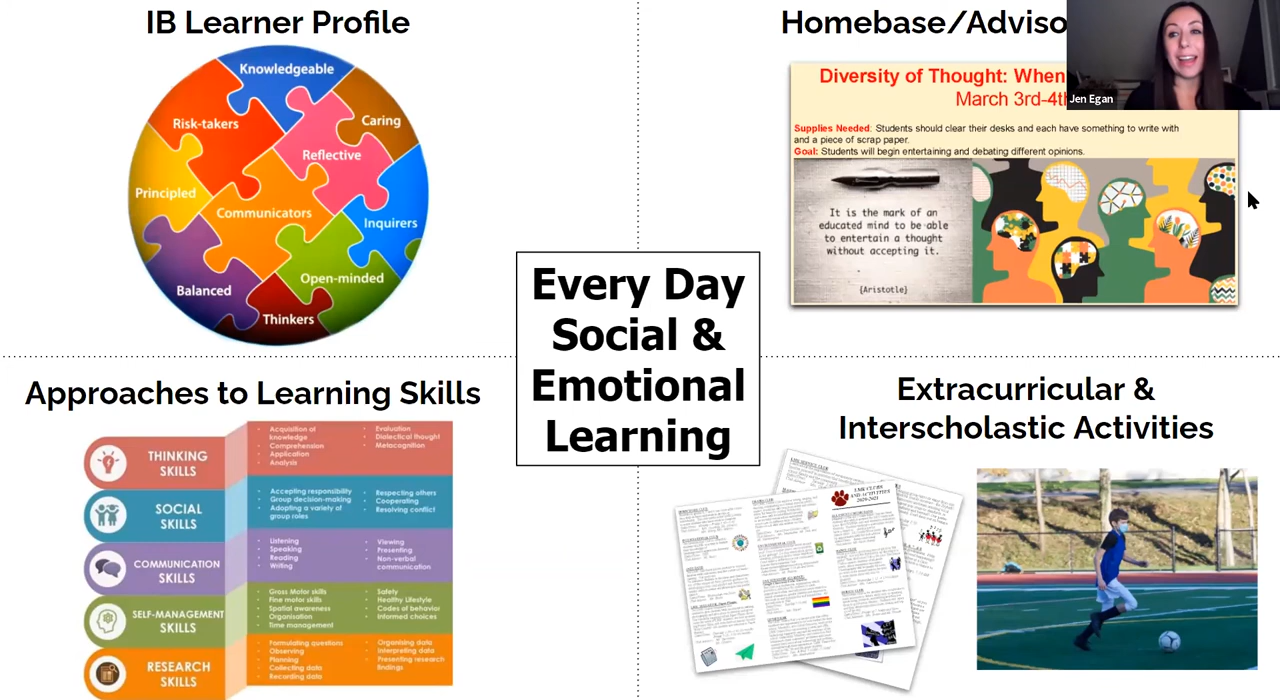 IB Learner Profile
Knowledgeable
Risk-takers
Caring
Reflective
Principled
Communicators
Inquirers
Open-minded
Balanced
Thinkers
Homebase/Adviso
Jen Egan
Diversity of Thought: When
March 3rd-4th
Supplies Needed: Students should clear their desks and each have something to write with
and a piece of scrap paper.
Goal: Students will begin entertaining and debating different opinions.
It is the mark of an
educated mind to be able
to entertain a thought
without accepting it.
{Aristotle}
Every Day
Social &
Emotional
Learning
Approaches to Learning Skills
THINKING
SKILLS
Acquisition of
knowledge
Comprehension
Application
Analysis
Evaluation
Dialectical thought
Metacognition
SOCIAL
SKILLS
Accepting responsibility
Group decision-making
Adopting a variety of
group roles
Respecting others
Cooperating
Resolving conflict
COMMUNICATION
SKILLS
Listening
Speaking
Reading
Writing
Viewing
Presenting
Non-verbal
communication
SELF-MANAGEMENT
SKILLS
Gross Motor skills
Fine motor skills
Spatial awareness
Organisation
Time management
Safety
Healthy Lifestyle
Codes of behavior
Informed choices
RESEARCH
SKILLS
Formulating questions
Observing
Planning
Collecting data
Recording data
Organising data
Interpreting data
Presenting research
findings
Extracurricular &
Interscholastic Activities
CLUBS
AND ACTIVITIES
2020-2021